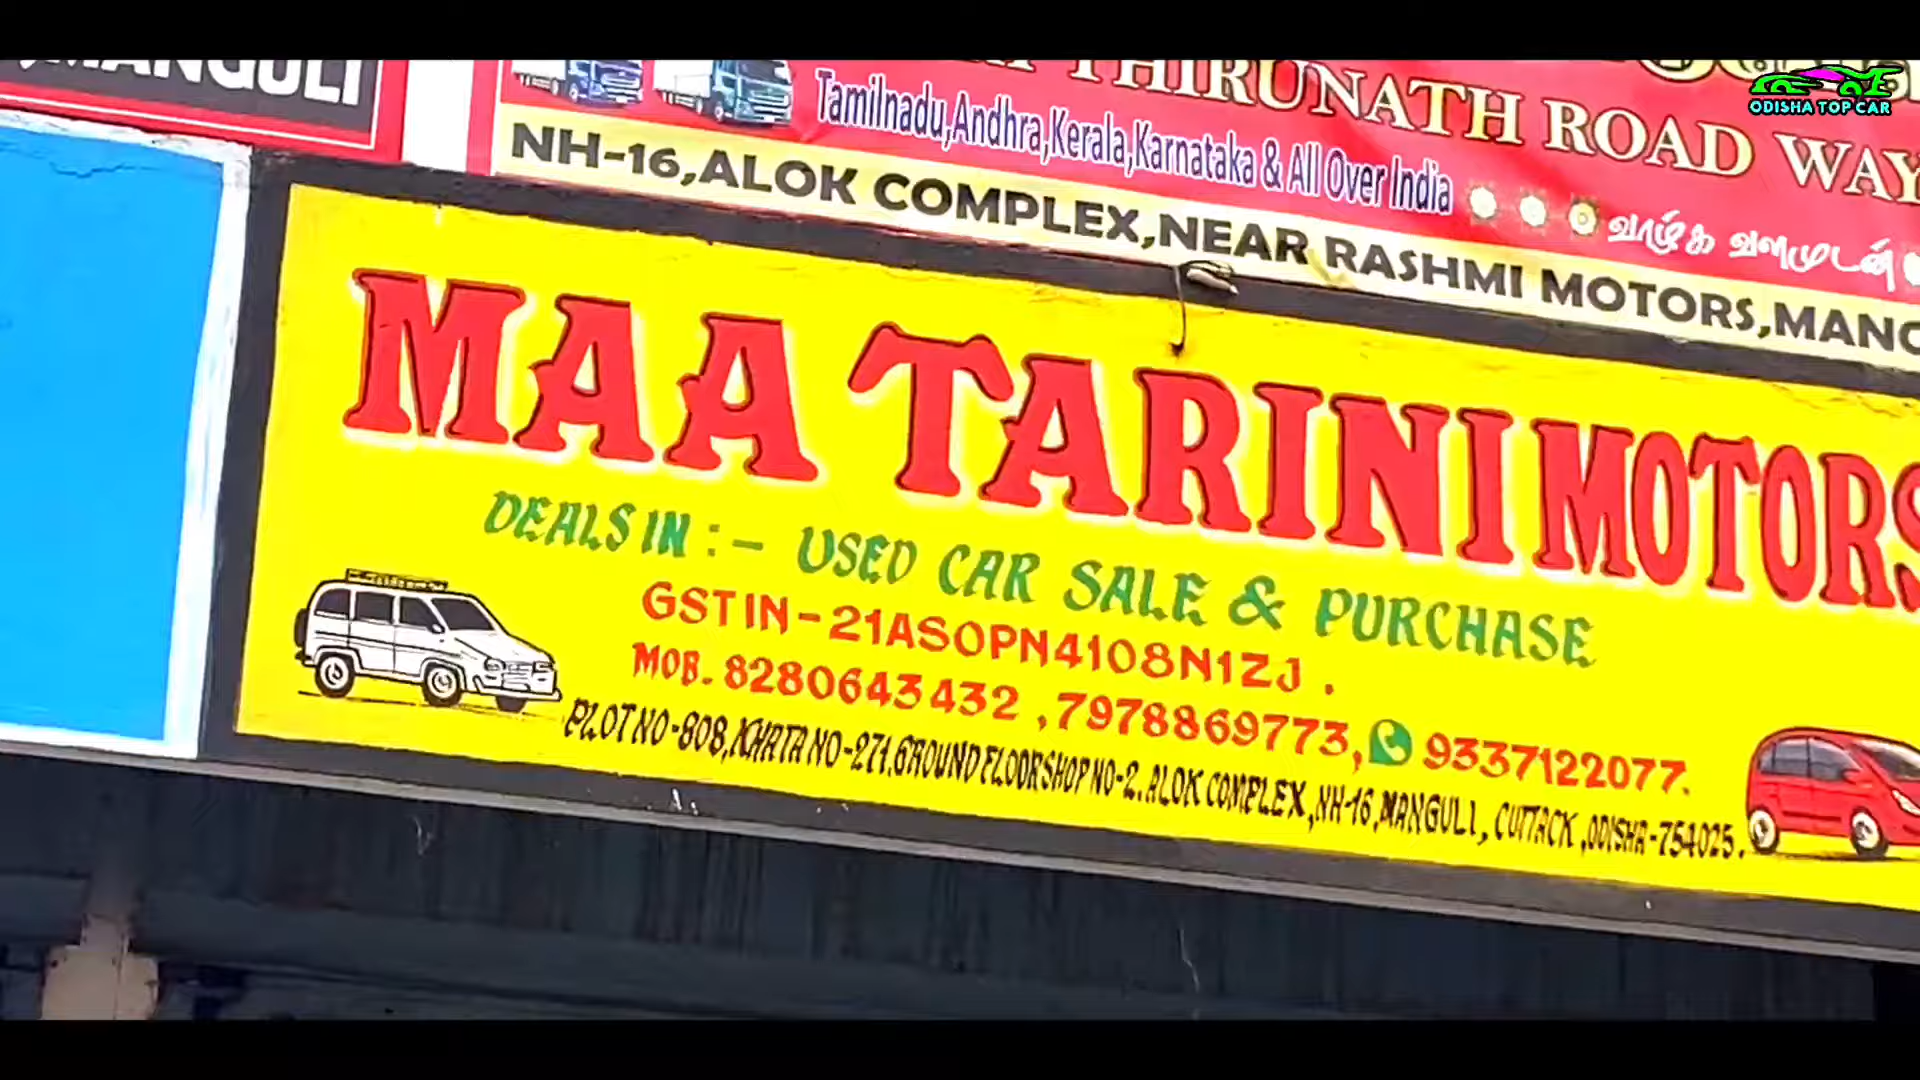 MANGULI
THIRUNATH ROAD WAY
Tamilnadu,Andhra,Kerala,Karnataka & All Over India
வாழ்க வளமுடன்
NH-16,ALOK COMPLEX,NEAR RASHMI MOTORS,MANG
ODISHA TOP CAR
MAA TARINI MOTORS
DEALS IN :- USED CAR SALE & PURCHASE
GSTIN-21ASOPN4108N1ZJ.
MOB. 8280643432 ,7978869773, 9337122077.
PLOT NO-808,KHATA NO-271,GROUND FLOOR SHOP NO-2. ALOK COMPLEX,NH-16,MANGULI, CUTTACK ,ODISHA-754025.